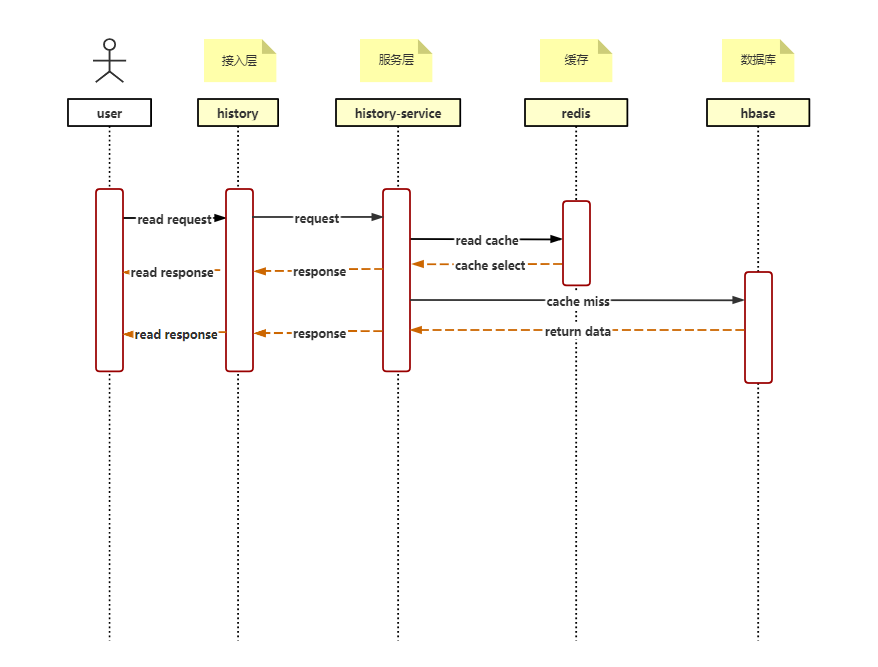 接入层
服务层
缓存
数据库
user
history
history-service
redis
hbase
read request
request
read cache
cache select
read response
response
cache miss
return data
read response
response